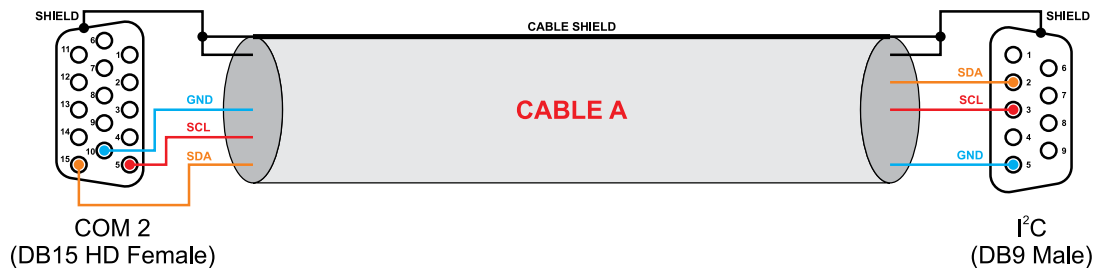 SHIELD
CABLE SHIELD
SHIELD
6
11
1
7
12
2
8
13
3
9
14
4
10
15
5
GND
SCL
SDA
CABLE A
SDA
SCL
GND
1
6
2
7
3
8
4
9
5
COM 2
(DB15 HD Female)
I²C
(DB9 Male)